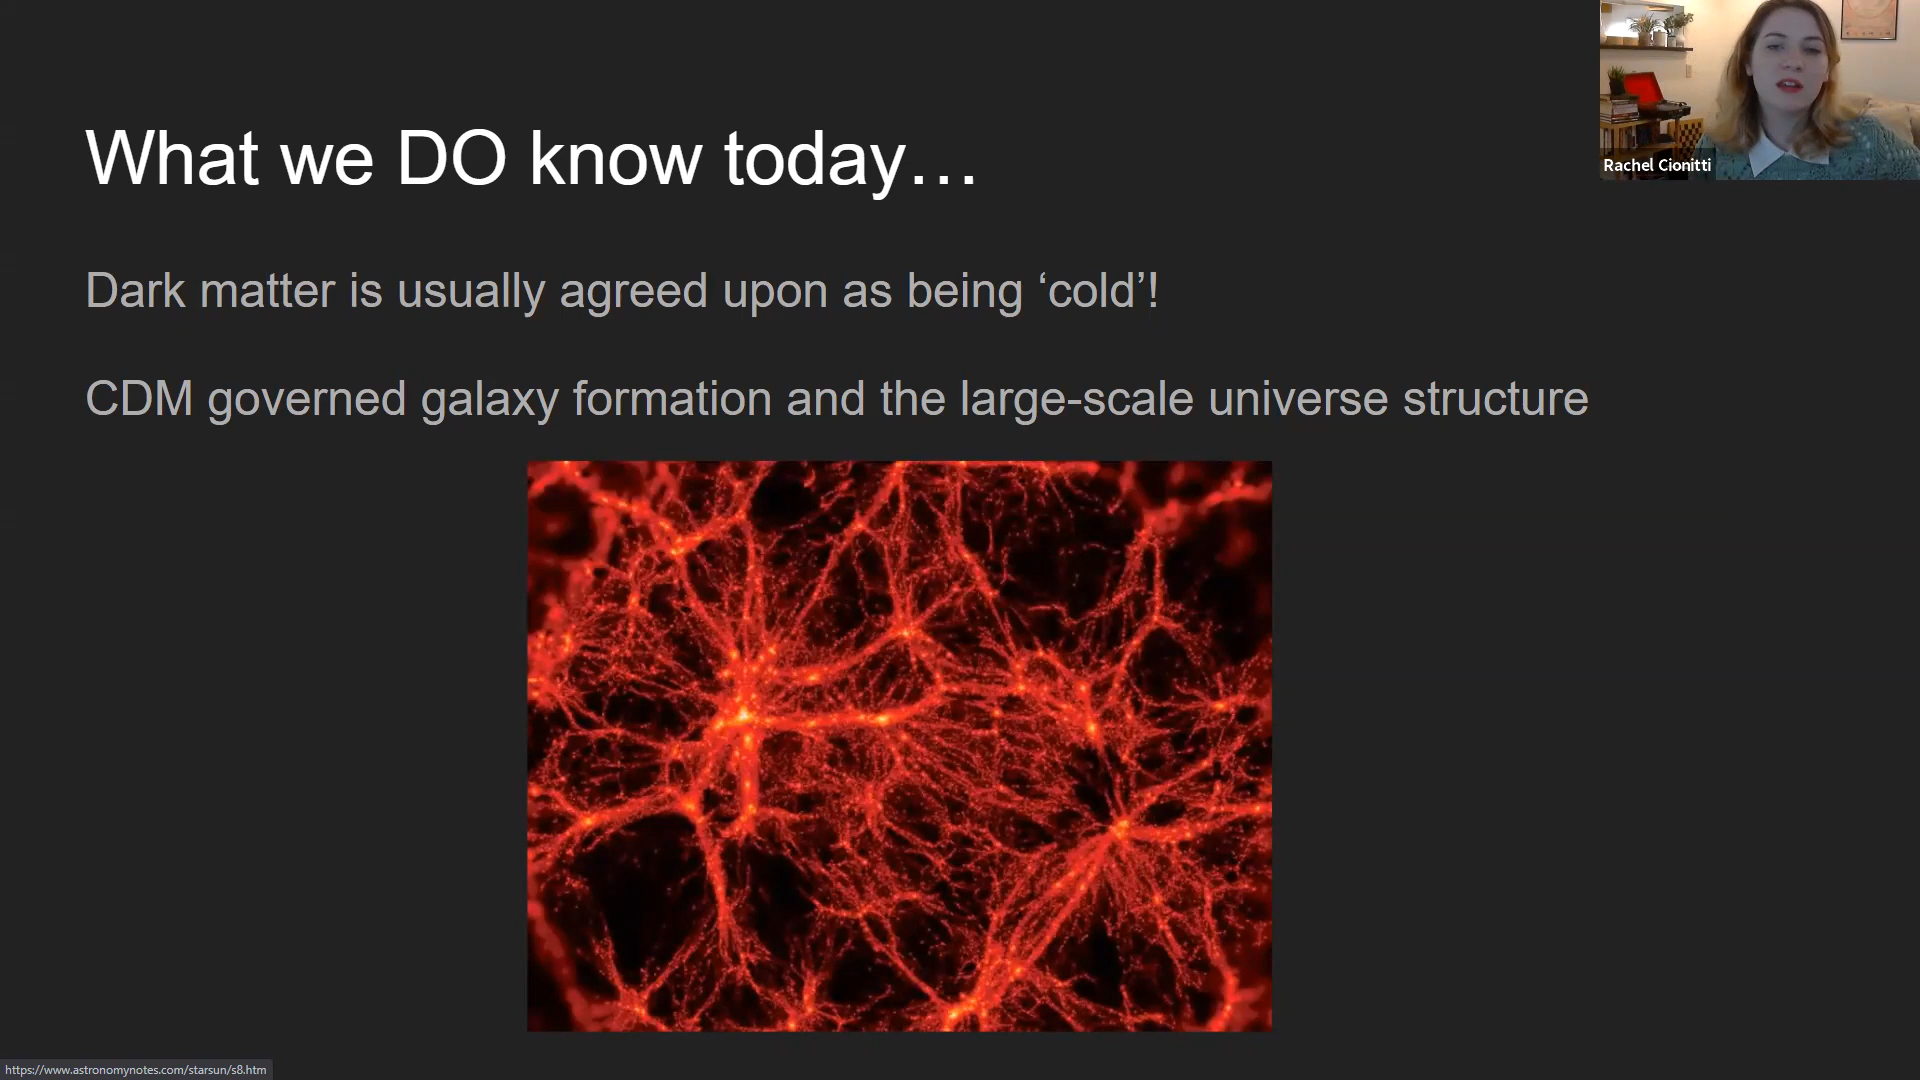 What we DO know today…
Rachel Cionitti
Dark matter is usually agreed upon as being ‘cold’!
CDM governed galaxy formation and the large-scale universe structure
https://www.astronomynotes.com/starsun/s8.htm